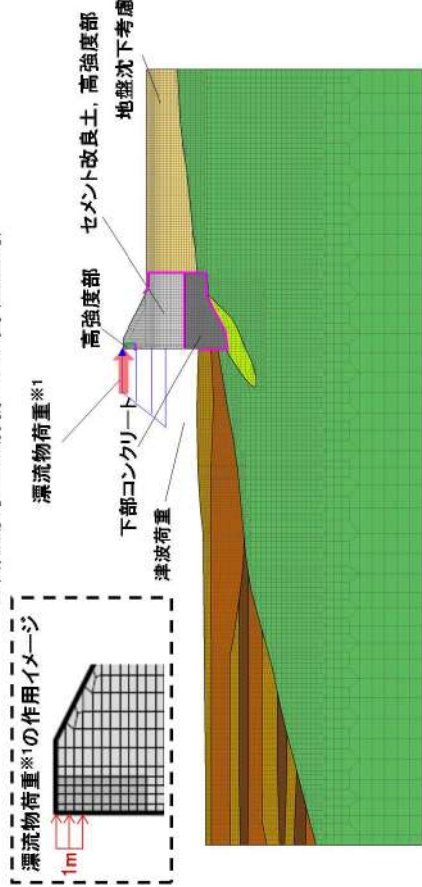 漂流物荷重※1の作用イメージ
1m
漂流物荷重※1
高強度部
セメント改良土, 高強度部
地盤沈下考慮
下部コンクリート
津波荷重